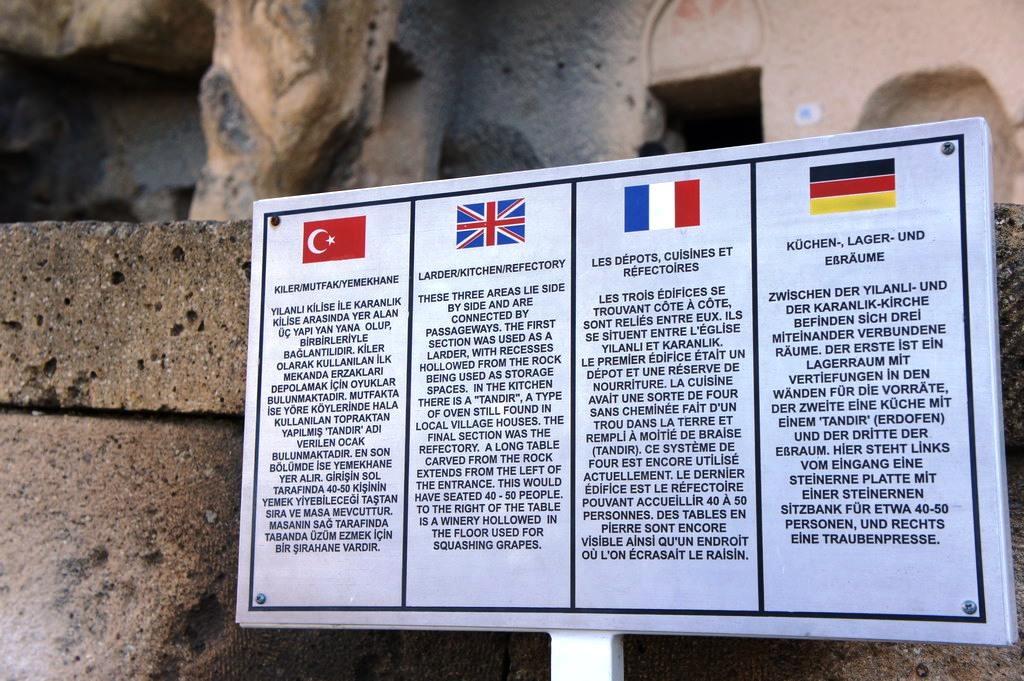 KİLER/MUTFAK/YEMEKHANE
YILANLI KİLİSE İLE KARANLIK
KİLİSE ARASINDA YER ALAN
ÜÇ YAPI YAN YANA OLUP,
BİRBİRLERİYLE
BAĞLANTILIDIR. KİLER
OLARAK KULLANILAN İLK
MEKANDA ERZAKLARI
DEPOLAMAK İÇİN OYUKLAR
BULUNMAKTADIR. MUTFAKTA
İSE YÖRE KÖYLERİNDE HALA
KULLANILAN TOPRAKTAN
YAPILMIŞ 'TANDIR' ADI
VERİLEN OCAK
BULUNMAKTADIR. EN SON
BÖLÜMDE İSE YEMEKHANE
YER ALIR. GİRİŞİN SOL
TARAFINDA 40-50 KİŞİNİN
YEMEK YİYEBİLECEĞİ TAŞTAN
SIRA VE MASA MEVCUTTUR.
MASANIN SAĞ TARAFINDA
TABANDA ÜZÜM EZMEK İÇİN
BİR ŞIRAHANE VARDIR.
LARDER/KITCHEN/REFECTORY
THESE THREE AREAS LIE SIDE
BY SIDE AND ARE
CONNECTED BY
PASSAGEWAYS. THE FIRST
SECTION WAS USED AS A
LARDER, WITH RECESSES
HOLLOWED FROM THE ROCK
BEING USED AS STORAGE
SPACES. IN THE KITCHEN
THERE IS A "TANDIR", A TYPE
OF OVEN STILL FOUND IN
LOCAL VILLAGE HOUSES. THE
FINAL SECTION WAS THE
REFECTORY. A LONG TABLE
CARVED FROM THE ROCK
EXTENDS FROM THE LEFT OF
THE ENTRANCE. THIS WOULD
HAVE SEATED 40 - 50 PEOPLE.
TO THE RIGHT OF THE TABLE
IS A WINERY HOLLOWED IN
THE FLOOR USED FOR
SQUASHING GRAPES.
LES DÉPOTS, CUİSİNES ET
RÉFECTOIRES
LES TROIS ÉDIFICES SE
TROUVANT CÔTE À CÔTE,
SONT RELIÉS ENTRE EUX. ILS
SE SITUENT ENTRE L'ÉGLISE
YILANLI ET KARANLIK.
LE PREMIER ÉDIFICE ÉTAIT UN
DÉPOT ET UNE RÉSERVE DE
NOURRITURE. LA CUISINE
AVAIT UNE SORTE DE FOUR
SANS CHEMINÉE FAIT D'UN
TROU DANS LA TERRE ET
REMPLI À MOITIÉ DE BRAISE
(TANDIR). CE SYSTEME DE
FOUR EST ENCORE UTILISÉ
ACTUELLEMENT. LE DERNIER
ÉDIFICE EST LE RÉFECTOIRE
POUVANT ACCUEİLLİR 40 À 50
PERSONNES. DES TABLES EN
PIERRE SONT ENCORE
VISIBLE AINSI QU'UN ENDROIT
OÙ L'ON ÉCRASAİT LE RAISIN.
KÜCHEN-, LAGER- UND
EßRÄUME
ZWISCHEN DER YILANLI- UND
DER KARANLIK-KIRCHE
BEFINDEN SICH DREI
MITEINANDER VERBUNDENE
RÄUME. DER ERSTE IST EIN
LAGERRAUM MIT
VERTIEFUNGEN IN DEN
WÄNDEN FÜR DIE VORRÄTE,
DER ZWEITE EINE KÜCHE MIT
EINEM 'TANDIR' (ERDOFEN)
UND DER DRITTE DER
EßRAUM. HIER STEHT LINKS
VOM EINGANG EINE
STEINERNE PLATTE MIT
EINER STEINERNEN
SITZBANK FÜR ETWA 40-50
PERSONEN, UND RECHTS
EINE TRAUBENPRESSE.